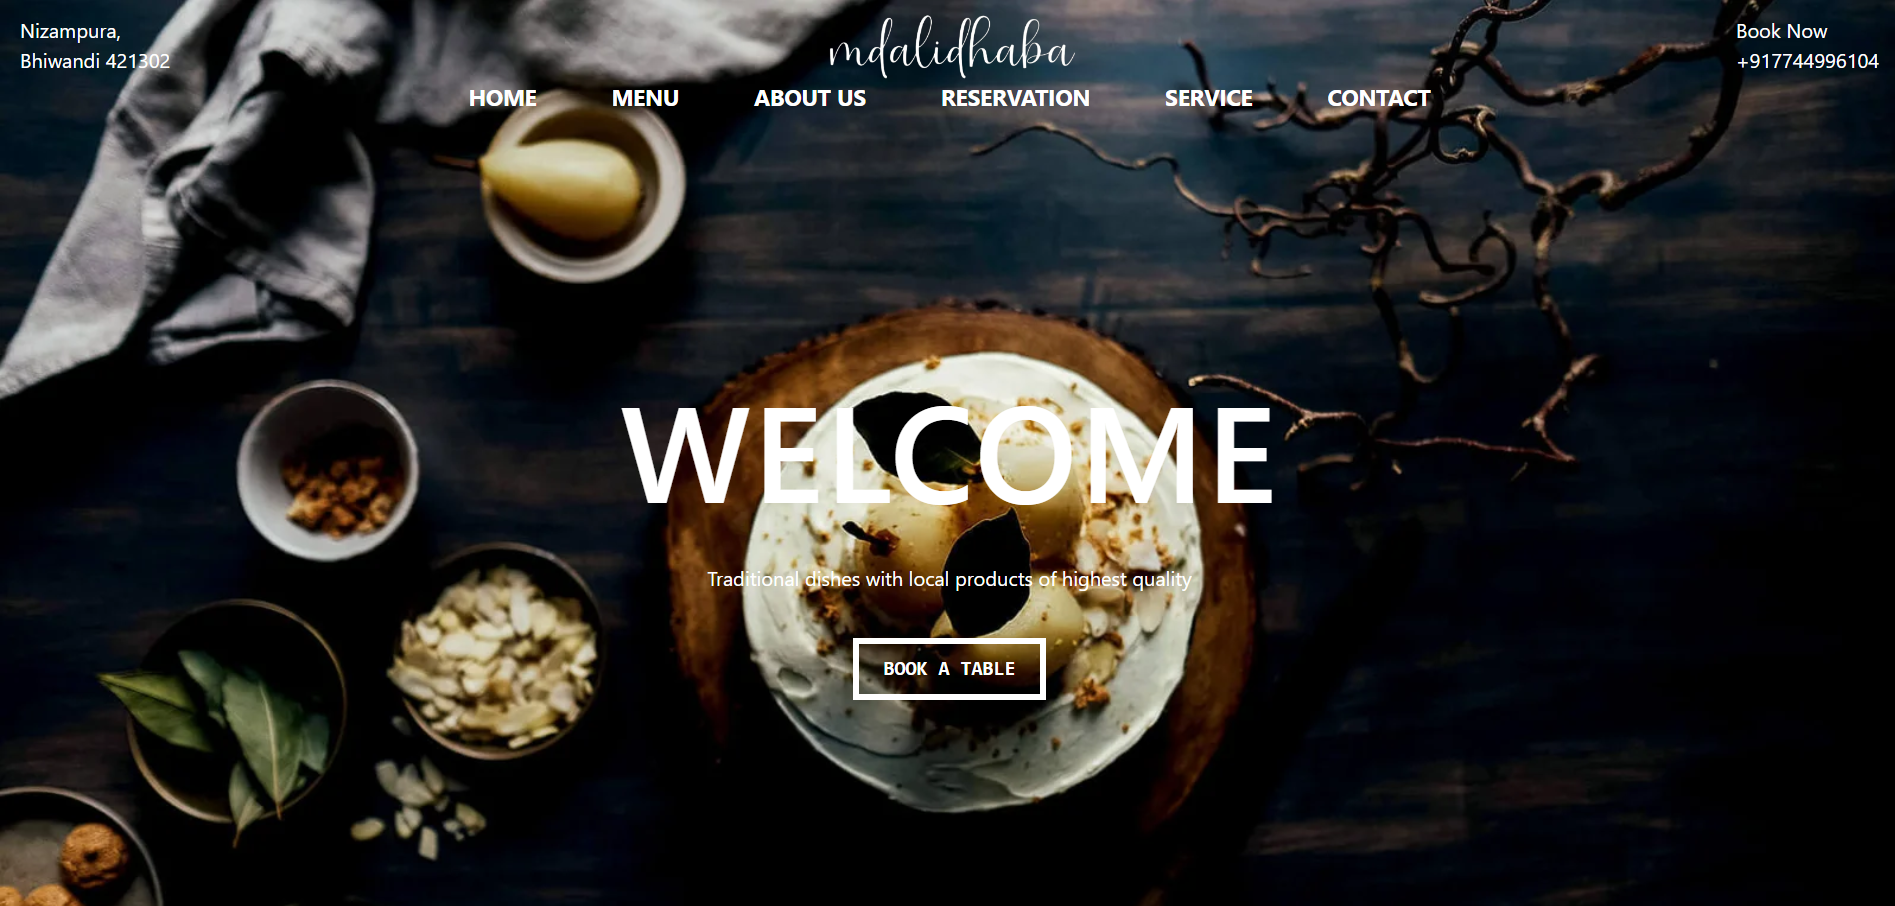 Nizampura,
Bhiwandi 421302
mdalidhaba
Book Now
+917744996104
HOME MENU ABOUT US RESERVATION SERVICE CONTACT
WELCOME
Traditional dishes with local products of highest quality
BOOK A TABLE